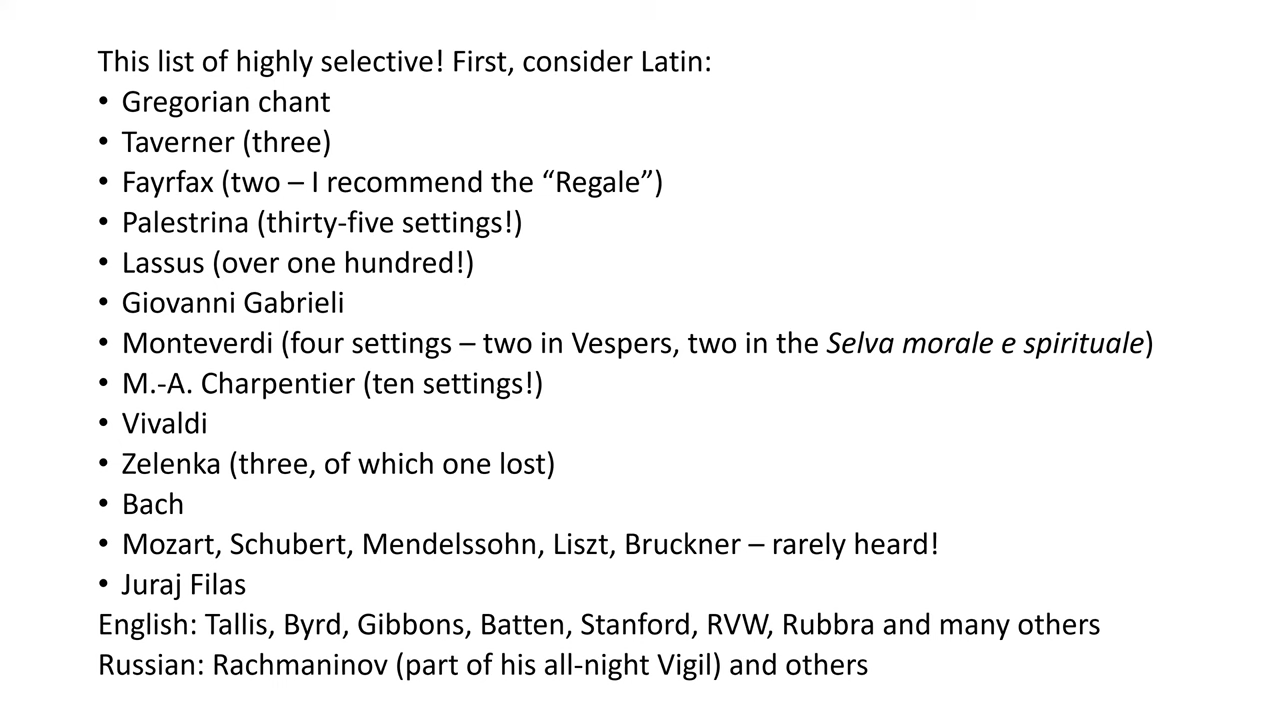 This list of highly selective! First, consider Latin:
• Gregorian chant
• Taverner (three)
• Fayrfax (two – I recommend the “Regale”)
• Palestrina (thirty-five settings!)
• Lassus (over one hundred!)
• Giovanni Gabrieli
• Monteverdi (four settings – two in Vespers, two in the Selva morale e spirituale)
• M.-A. Charpentier (ten settings!)
• Vivaldi
• Zelenka (three, of which one lost)
• Bach
• Mozart, Schubert, Mendelssohn, Liszt, Bruckner – rarely heard!
• Juraj Filas
English: Tallis, Byrd, Gibbons, Batten, Stanford, RVW, Rubbra and many others
Russian: Rachmaninov (part of his all-night Vigil) and others